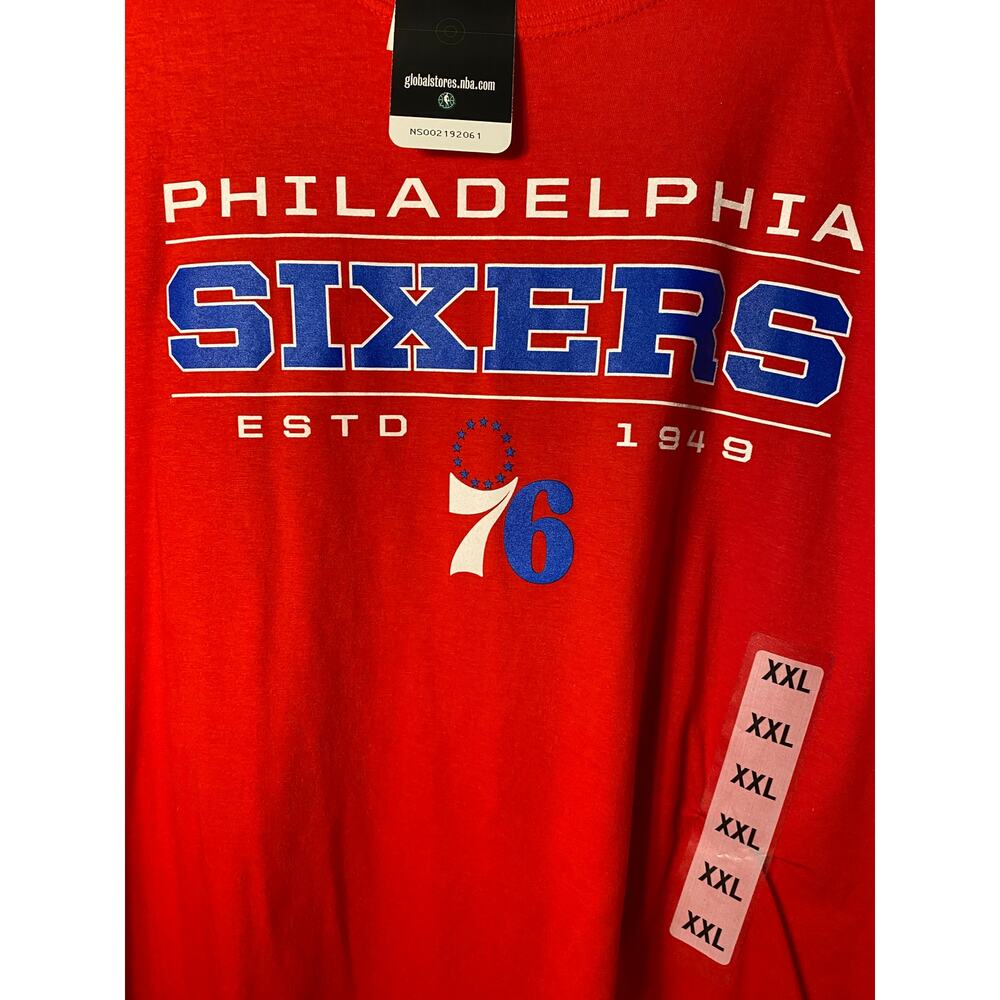 globalstores.nba.com
NS002192061
PHILADELPHIA
SIXERS
ESTD 1949
76
XXL
XXL
XXL
XXL
XXL
XXL